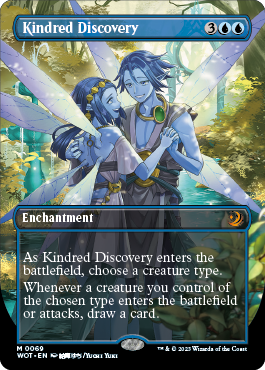 Kindred Discovery 3
Enchantment
As Kindred Discovery enters the
battlefield, choose a creature type.
Whenever a creature you control of
the chosen type enters the battlefield
or attacks, draw a card.
M 0069
WOT • EN Yuchi Yuki
™ & © 2023 Wizards of the Coast